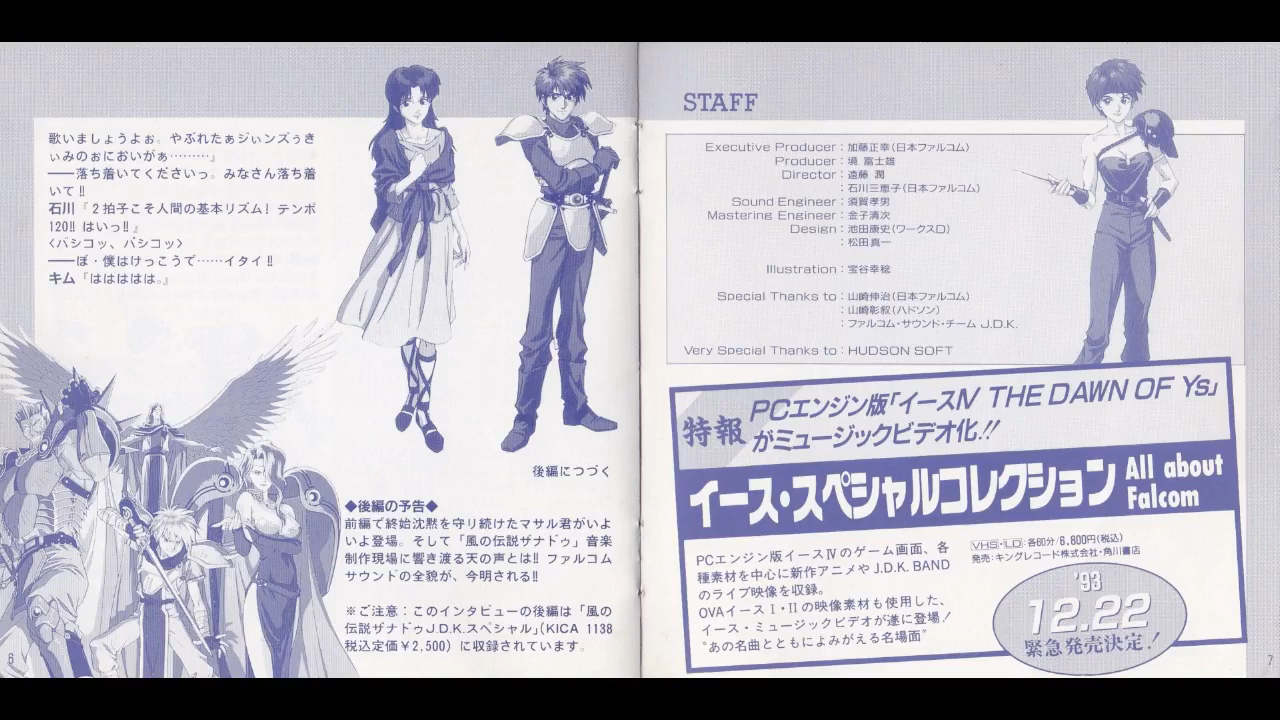 歌いましょうよぉ。やぶれたぁジぃンズぅき
ぃみのぉにおいがぁ………』
──落ち着いてくださいっ。みなさん落ち着
いて‼
石川『２拍子こそ人間の基本リズム！テンポ
120‼ はいっ‼』
〈バシコッ、バシコッ〉
──ぼ・僕はけっこうで……イタイ‼
キム『はははははは。』
後編につづく
◆後編の予告◆
前編で終始沈黙を守り続けたマサル君がいよ
いよ登場。そして「風の伝説ザナドゥ」音楽
制作現場に響き渡る天の声とは‼ ファルコム
サウンドの全貌が、今明される‼
※ご注意：このインタビューの後編は「風の
伝説ザナドゥJ.D.K.スペシャル」(KICA 1138
税込定価￥2,500）に収録されています。
6
STAFF
Executive Producer：加藤正幸(日本ファルコム)
Producer：境 富士雄
Director：遠藤 潤
：石川三恵子(日本ファルコム)
Sound Engineer：須賀孝男
Mastering Engineer：金子清次
Design：池田康史(ワークスD)
：松田真一
Illustration：宝谷幸稔
Special Thanks to：山崎伸治(日本ファルコム)
：山崎彰叙(ハドソン)
：ファルコム・サウンド・チーム J.D.K.
Very Special Thanks to：HUDSON SOFT
特報
PCエンジン版「イースⅣ THE DAWN OF Ys」
がミュージックビデオ化!!
イース・スペシャルコレクション
All about
Falcom
PCエンジン版イースⅣのゲーム画面、各
種素材を中心に新作アニメやJ.D.K. BAND
のライブ映像を収録。
OVAイースⅠ・Ⅱの映像素材も使用した、
イース・ミュージックビデオが遂に登場！
“あの名曲とともによみがえる名場面”
VHS・LD：各60分/6,800円(税込)
発売：キングレコード株式会社・角川書店
'93
12.22
緊急発売決定！
7